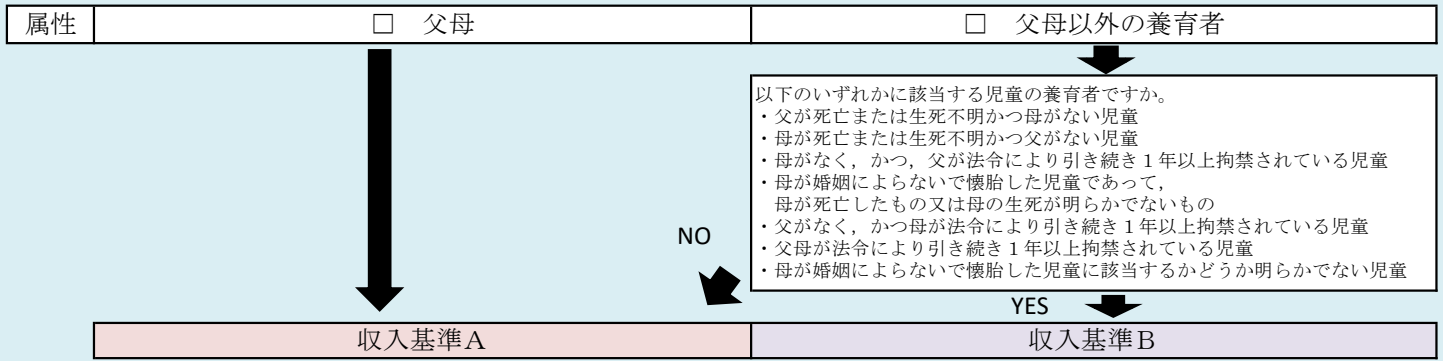 属性
□ 父母
□ 父母以外の養育者
以下のいずれかに該当する児童の養育者ですか。
・父が死亡または生死不明かつ母がない児童
・母が死亡または生死不明かつ父がない児童
・母がなく，かつ，父が法令により引き続き１年以上拘禁されている児童
・母が婚姻によらないで懐胎した児童であって，
母が死亡したもの又は母の生死が明らかでないもの
・父がなく，かつ母が法令により引き続き１年以上拘禁されている児童
・父母が法令により引き続き１年以上拘禁されている児童
・母が婚姻によらないで懐胎した児童に該当するかどうか明らかでない児童
NO
YES
収入基準Ａ
収入基準Ｂ